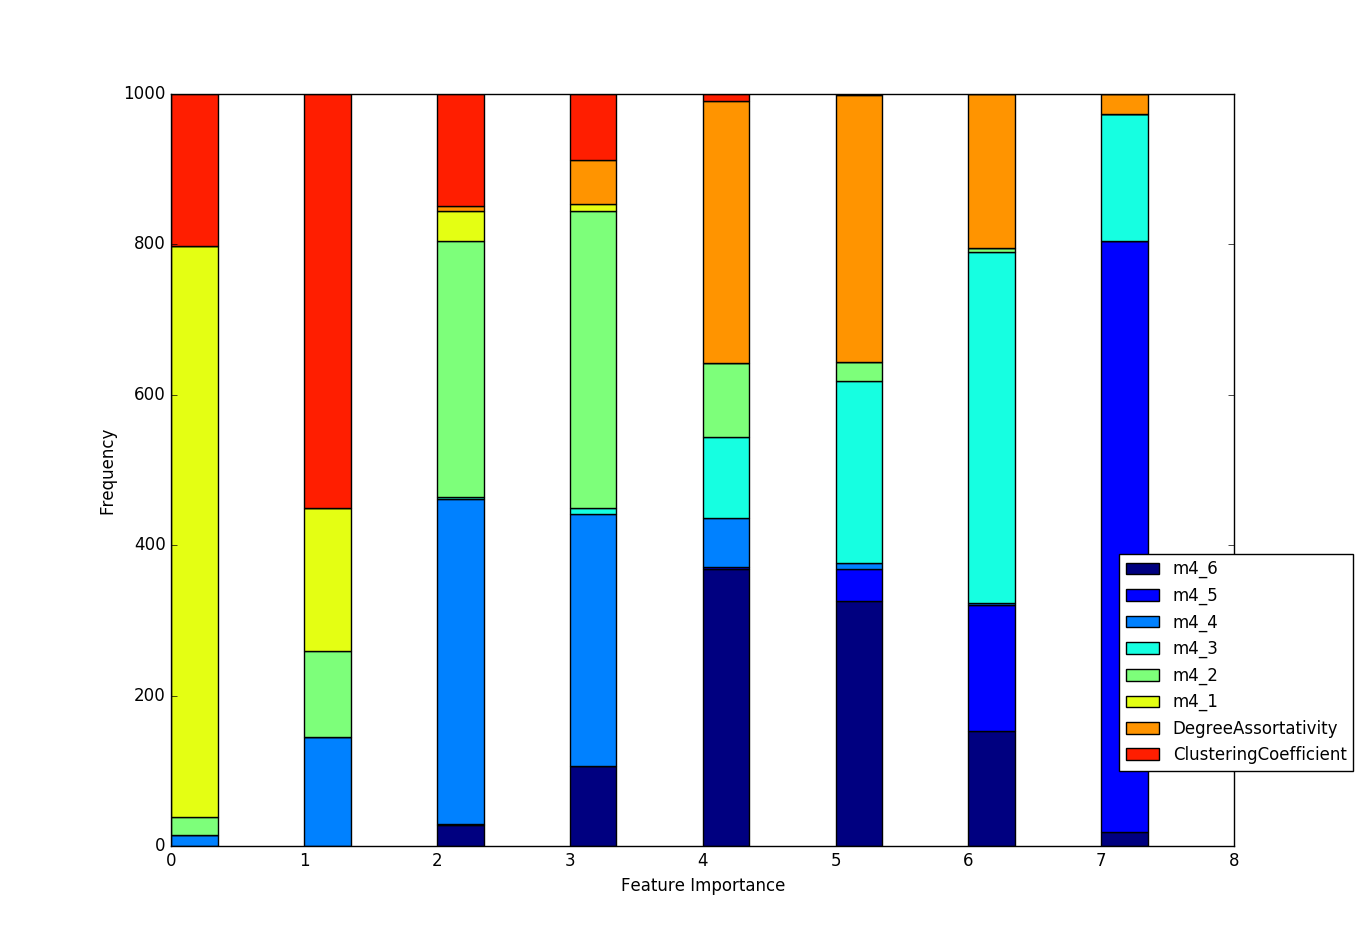 1000
800
600
400
200
0
Frequency
0 1 2 3 4 5 6 7 8
Feature Importance
m4_6
m4_5
m4_4
m4_3
m4_2
m4_1
DegreeAssortativity
ClusteringCoefficient